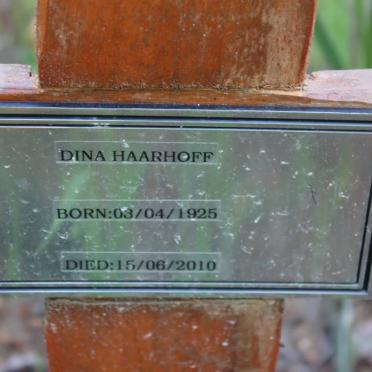 DINA HAARHOFF
BORN:03/04/1925
DIED:15/06/2010